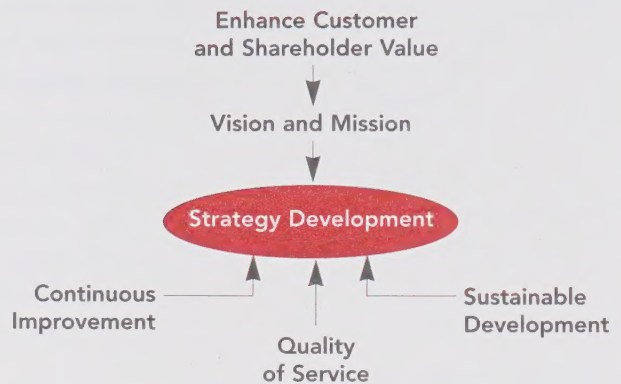 Enhance Customer
and Shareholder Value
Vision and Mission
Strategy Development
Continuous
Improvement
Quality
of Service
Sustainable
Development